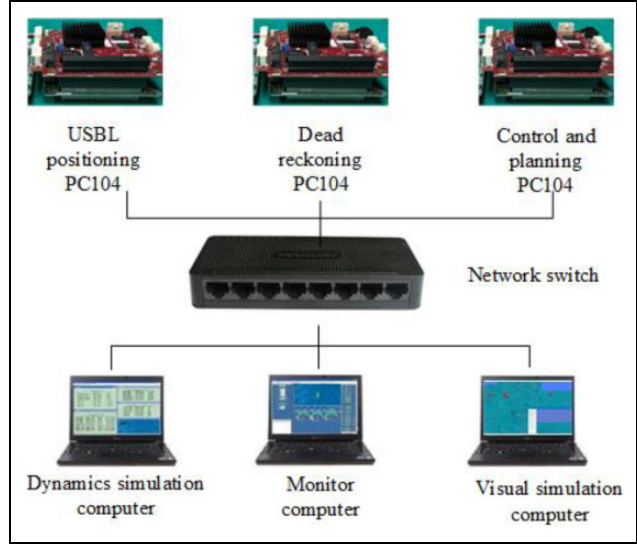 USBL
positioning
PC104
Dead
reckoning
PC104
Control and
planning
PC104
Network switch
Dynamics simulation
computer
Monitor
computer
Visual simulation
computer